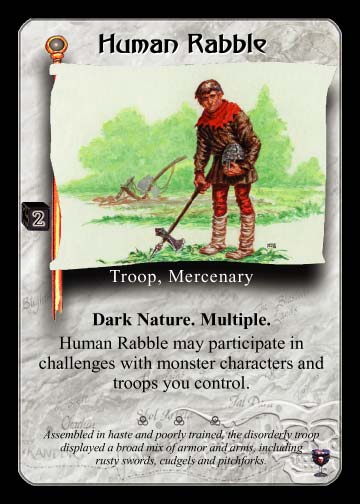 Human Rabble
2
Troop, Mercenary
Dark Nature. Multiple.
Human Rabble may participate in
challenges with monster characters and
troops you control.
Assembled in haste and poorly trained, the disorderly troop
displayed a broad mix of armor and arms, including
rusty swords, cudgels and pitchforks.